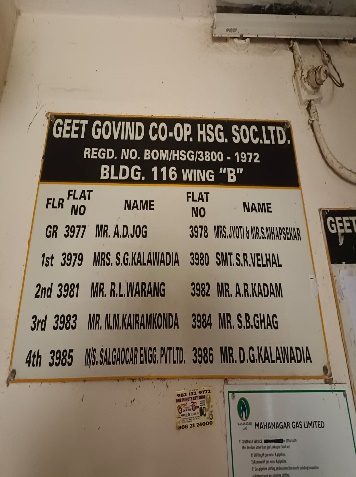 GEET GOVIND CO-OP. HSG. SOC.LTD.
REGD. NO. BOM/HSG/3800 - 1972
BLDG. 116 WING "B"
FLR FLAT NO NAME FLAT NO NAME
GR 3977 MR. A.D.JOG 3978 MRS. JYOTI & MR.S.
1st 3979 MRS. S.G.KALAWADIA 3980 SMT. S.R.VELHAL
2nd 3981 MR. R.L.WARANG 3982 MR. A.R.KADAM
3rd 3983 MR. N.M.KAIRAMKONDA 3984 MR. S.B.GHAG
4th 3985 M/S. SALGAOCAR ENGG. PVT LTD. 3986 MR. D.G.KALAWADIA
GEET
MAHANAGAR GAS LIMITED